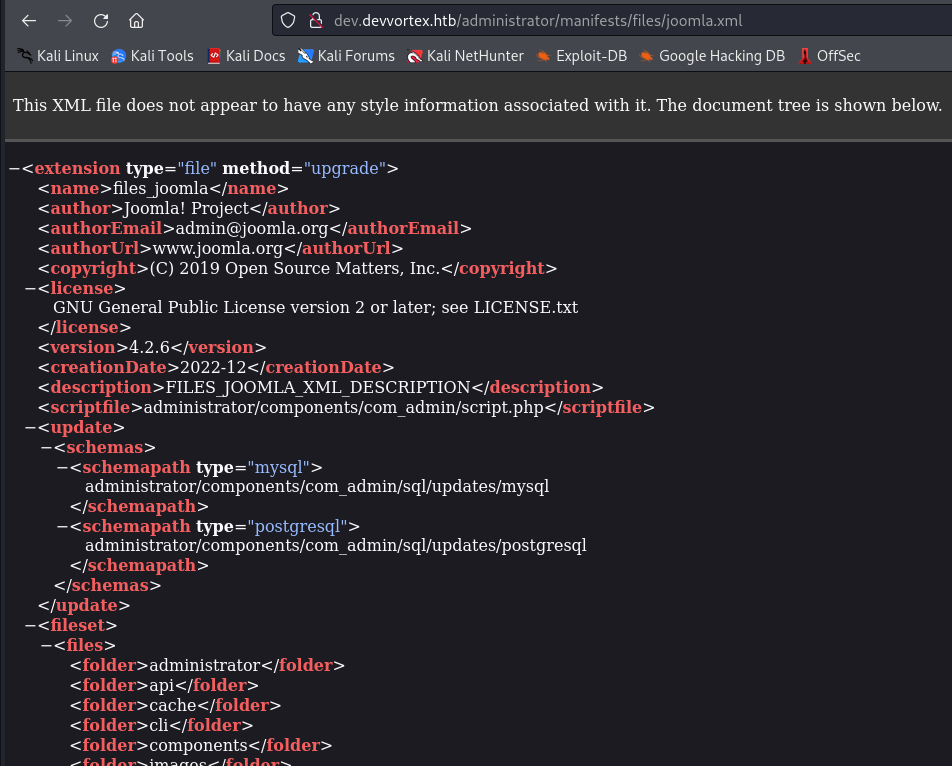 dev.devvortex.htb/administrator/manifests/files/joomla.xml
Kali Linux Kali Tools Kali Docs Kali Forums Kali NetHunter Exploit-DB Google Hacking DB OffSec
This XML file does not appear to have any style information associated with it. The document tree is shown below.
−<extension type="file" method="upgrade">
<name>files_joomla</name>
<author>Joomla! Project</author>
<authorEmail>admin@joomla.org</authorEmail>
<authorUrl>www.joomla.org</authorUrl>
<copyright>(C) 2019 Open Source Matters, Inc.</copyright>
−<license>
GNU General Public License version 2 or later; see LICENSE.txt
</license>
<version>4.2.6</version>
<creationDate>2022-12</creationDate>
<description>FILES_JOOMLA_XML_DESCRIPTION</description>
<scriptfile>administrator/components/com_admin/script.php</scriptfile>
−<update>
−<schemas>
−<schemapath type="mysql">
administrator/components/com_admin/sql/updates/mysql
</schemapath>
−<schemapath type="postgresql">
administrator/components/com_admin/sql/updates/postgresql
</schemapath>
</schemas>
</update>
−<fileset>
−<files>
<folder>administrator</folder>
<folder>api</folder>
<folder>cache</folder>
<folder>cli</folder>
<folder>components</folder>
<folder>images</folder>